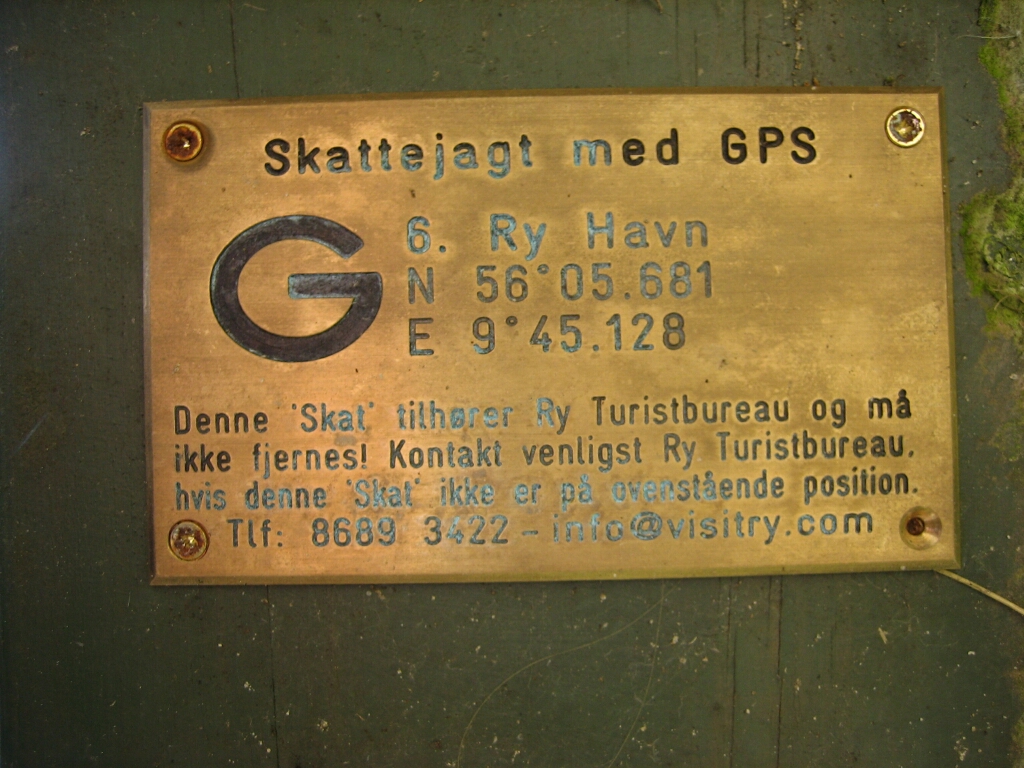 Skattejagt med GPS
G
6. Ry Havn
N 56°05.681
E 9°45.128
Denne 'Skat' tilhører Ry Turistbureau og må
ikke fjernes! Kontakt venligst Ry Turistbureau,
hvis denne 'Skat' ikke er på ovenstående position.
Tlf: 8689 3422 - info@visitry.com